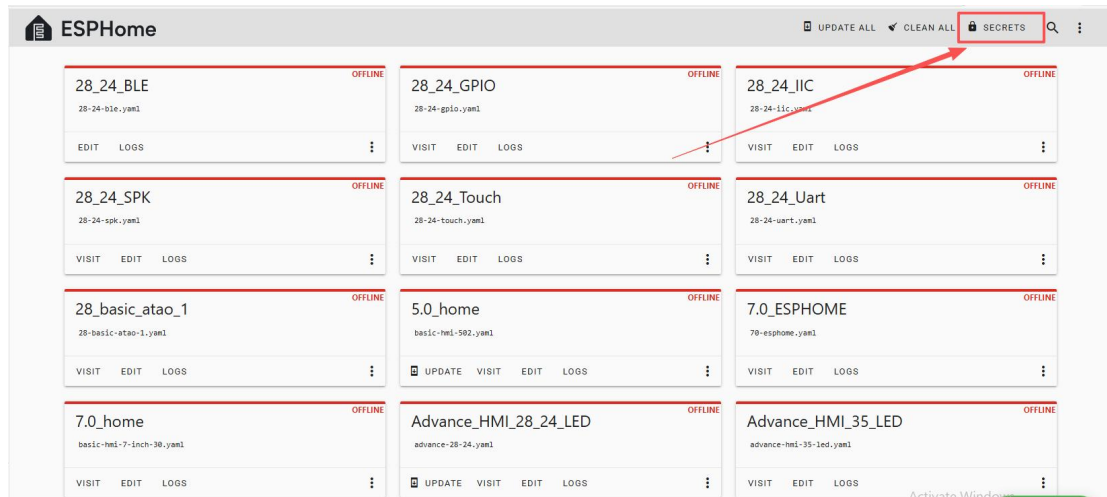 ESPHome
UPDATE ALL CLEAN ALL SECRETS
OFFLINE
28_24_BLE
28-24-ble.yaml
EDIT LOGS
OFFLINE
28_24_GPIO
28-24-gpio.yaml
VISIT EDIT LOGS
OFFLINE
28_24_IIC
28-24-iic.yaml
VISIT EDIT LOGS
OFFLINE
28_24_SPK
28-24-spk.yaml
VISIT EDIT LOGS
OFFLINE
28_24_Touch
28-24-touch.yaml
VISIT EDIT LOGS
OFFLINE
28_24_Uart
28-24-uart.yaml
VISIT EDIT LOGS
OFFLINE
28_basic_atao_1
28-basic-atao-1.yaml
VISIT EDIT LOGS
OFFLINE
5.0_home
basic-hmi-502.yaml
UPDATE VISIT EDIT LOGS
OFFLINE
7.0_ESPHOME
70-esphome.yaml
VISIT EDIT LOGS
OFFLINE
7.0_home
basic-hmi-7-inch-30.yaml
VISIT EDIT LOGS
OFFLINE
Advance_HMI_28_24_LED
advance-28-24.yaml
UPDATE VISIT EDIT LOGS
OFFLINE
Advance_HMI_35_LED
advance-hmi-35-led.yaml
VISIT EDIT LOGS
Activate Windows